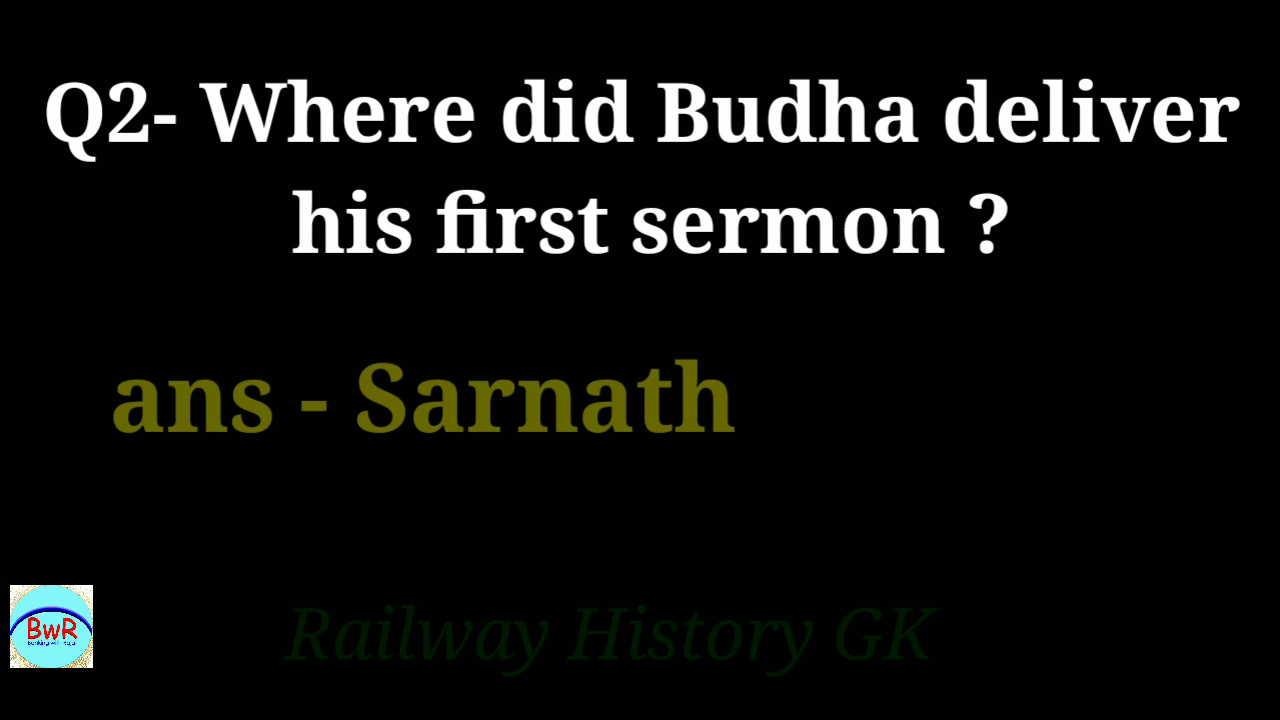 Q2- Where did Budha deliver
his first sermon ?
ans - Sarnath
Railway History GK
BwR